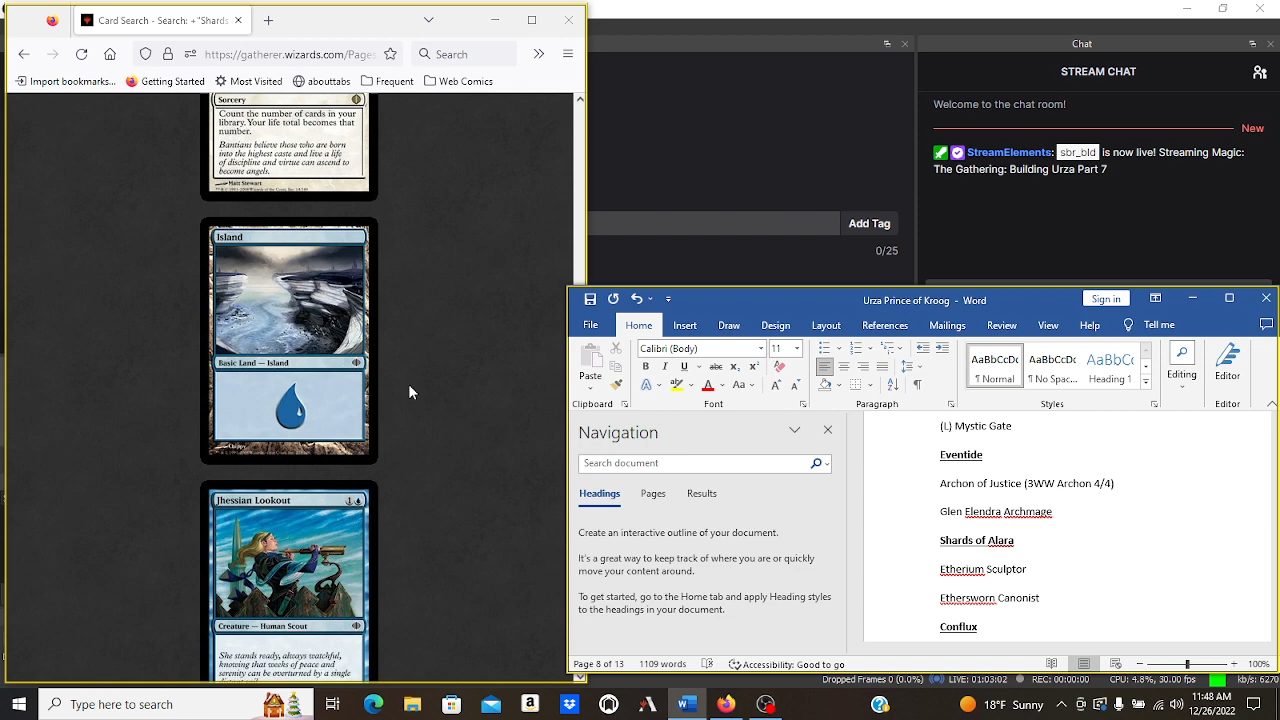 Card Search - Search: +"Shards
https://gatherer.wizards.com/Pages
Search
Import bookmarks...
Getting Started
Most Visited
abouttabs
Frequent
Web Comics
Sorcery
Count the number of cards in your
library. Your life total becomes that
number.
Bantians believe those who are born
into the highest caste and live a life
of discipline and virtue can ascend to
become angels.
Matt Stewart
Island
Basic Land — Island
Chippy
Jhessian Lookout
1
Creature — Human Scout
She stands ready, always watchful,
knowing that weeks of peace and
serenity can be overturned by a single
Chat
STREAM CHAT
Welcome to the chat room!
New
StreamElements: sbr_bld is now live! Streaming Magic:
The Gathering: Building Urza Part 7
Add Tag
0/25
Urza Prince of Kroog - Word
Sign in
File
Home
Insert
Draw
Design
Layout
References
Mailings
Review
View
Help
Tell me
Paste
Calibri (Body)
11
AaBbCcDc
AaBbCcDc
AaBbCc
¶ Normal
¶ No Spac...
Heading 1
Editing
Editor
Clipboard
Font
Paragraph
Styles
Editor
Navigation
Search document
Headings
Pages
Results
Create an interactive outline of your document.
It's a great way to keep track of where you are or quickly
move your content around.
To get started, go to the Home tab and apply Heading styles
to the headings in your document.
(L) Mystic Gate
Eventide
Archon of Justice (3WW Archon 4/4)
Glen Elendra Archmage
Shards of Alara
Etherium Sculptor
Ethersworn Canonist
Conflux
Page 8 of 13
1109 words
Accessibility: Good to go
100%
Dropped Frames 0 (0.0%)
LIVE: 01:03:02
REC: 00:00:00
CPU: 4.8%, 30.00 fps
kb/s: 6270
Type here to search
18°F Sunny
11:48 AM
12/26/2022